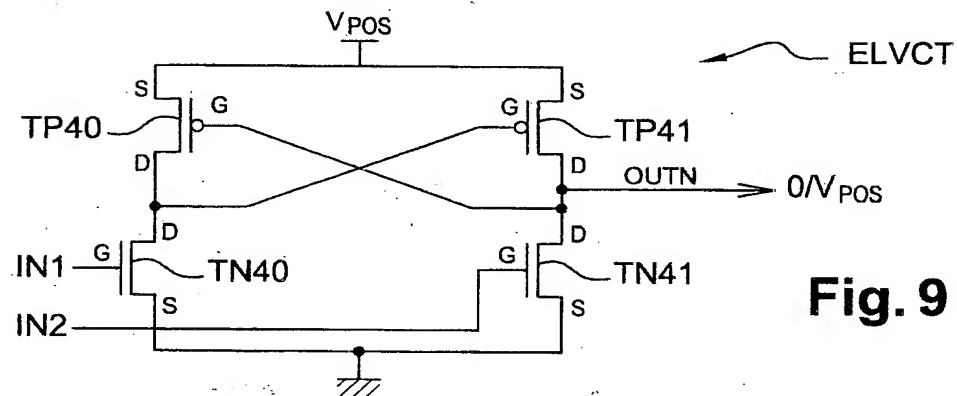 VPOS
ELVCT
S
G
TP40
D
S
G
TP41
D
OUTN
0/VPOS
D
IN1
G
TN40
S
D
G
TN41
S
IN2
Fig. 9